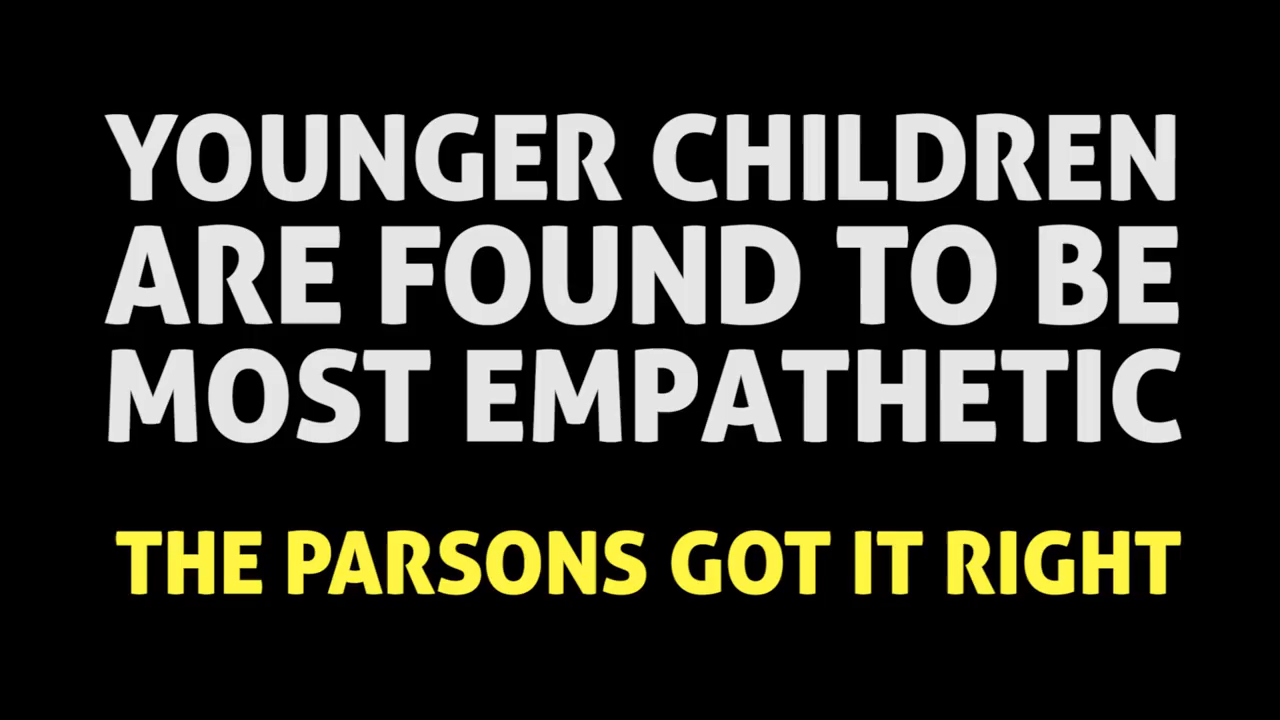 YOUNGER CHILDREN
ARE FOUND TO BE
MOST EMPATHETIC
THE PARSONS GOT IT RIGHT